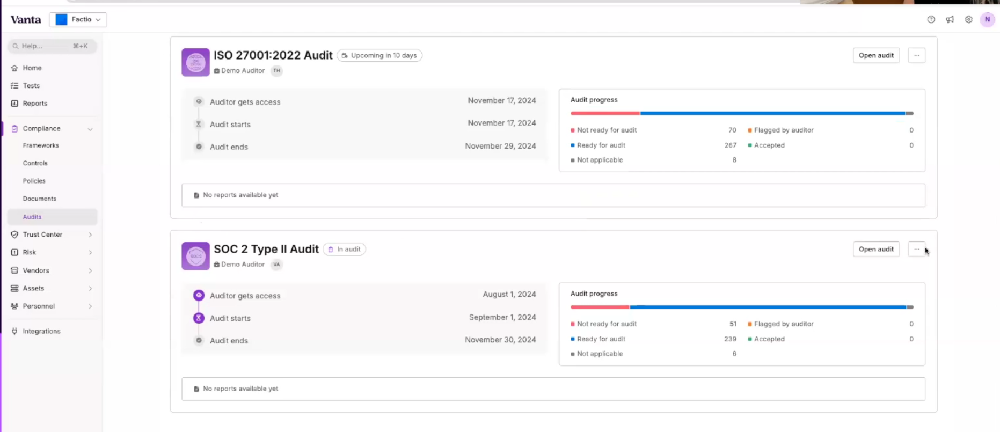 Vanta
Factio
N
Help... ⌘+K
Home
Tests
Reports
Compliance
Frameworks
Controls
Policies
Documents
Audits
Trust Center
Risk
Vendors
Assets
Personnel
Integrations
ISO 27001:2022 Audit Upcoming in 10 days
Open audit ...
Demo Auditor TH
Auditor gets access November 17, 2024
Audit starts November 17, 2024
Audit ends November 29, 2024
Audit progress
Not ready for audit 70 Flagged by auditor 0
Ready for audit 267 Accepted 0
Not applicable 8
No reports available yet
SOC 2
SOC 2 Type II Audit In audit
Open audit ...
Demo Auditor VA
Auditor gets access August 1, 2024
Audit starts September 1, 2024
Audit ends November 30, 2024
Audit progress
Not ready for audit 51 Flagged by auditor 0
Ready for audit 239 Accepted 0
Not applicable 6
No reports available yet